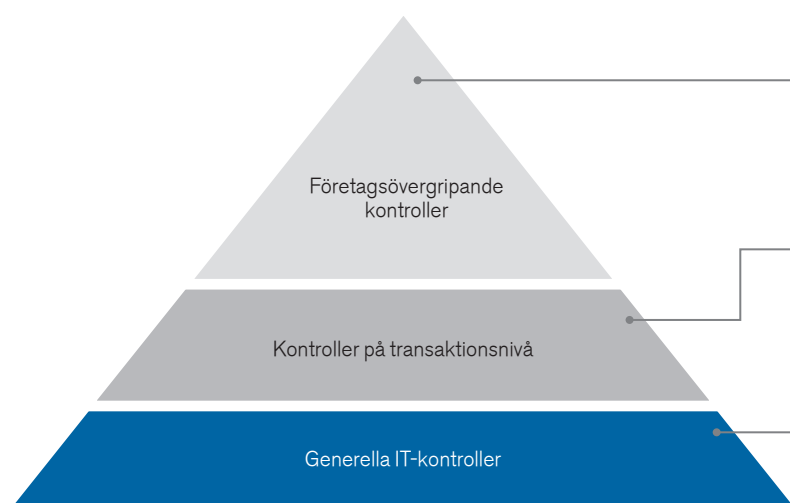 Företagsövergripande
kontroller
Kontroller på transaktionsnivå
Generella IT-kontroller